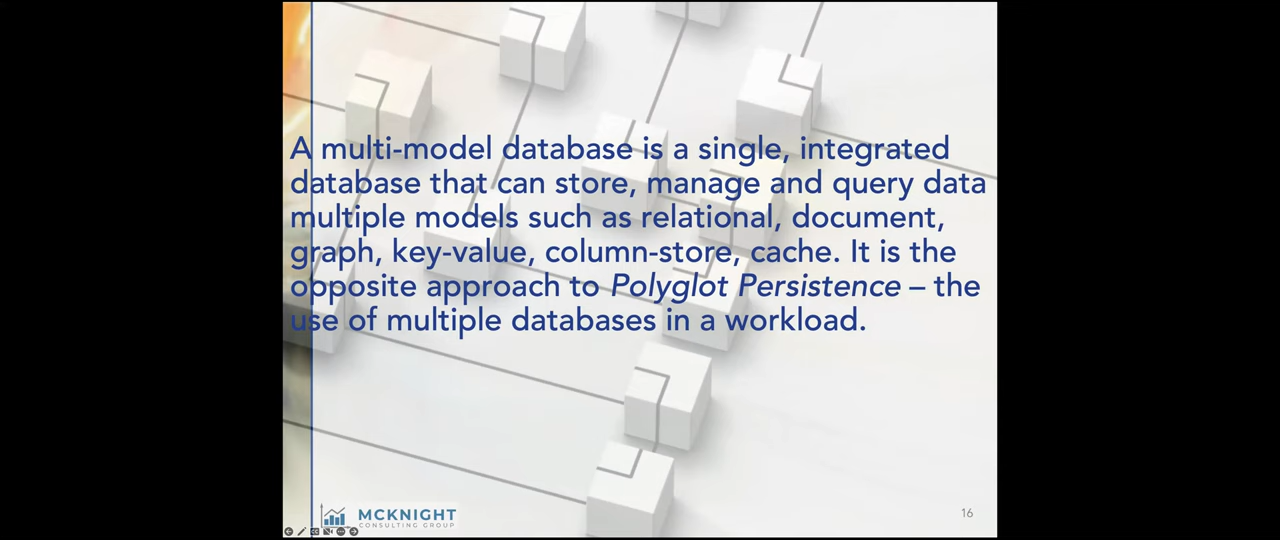 A multi-model database is a single, integrated
database that can store, manage and query data
multiple models such as relational, document,
graph, key-value, column-store, cache. It is the
opposite approach to Polyglot Persistence – the
use of multiple databases in a workload.
MCKNIGHT
CONSULTING GROUP
16